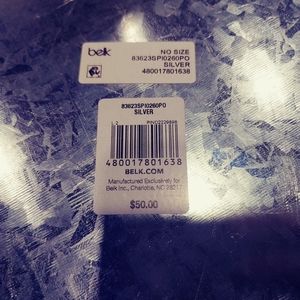 belk
NO SIZE
83623SPI0260PO
SILVER
480017801638
83623SPI0260PO
SILVER
L 2
480017801638
BELK.COM
Manufactured Exclusively for
Belk Inc., Charlotte, NC 28217
$50.00